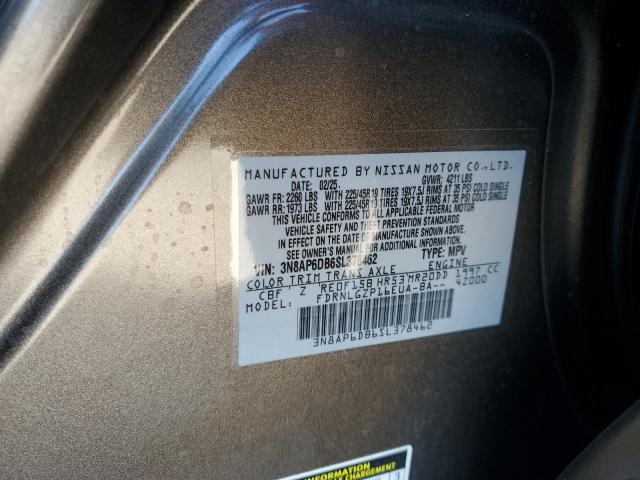 MANUFACTURED BY NISSAN MOTOR CO., LTD.
DATE: 02/25 GVWR: 4211 LBS
GAWR FR: 2260 LBS WITH 225/45R19 TIRES 19X7.5J RIMS AT 35 PSI COLD SINGLE
GAWR RR: 1973 LBS WITH 225/45R19 TIRES 19X7.5J RIMS AT 35 PSI COLD SINGLE
THIS VEHICLE CONFORMS TO ALL APPLICABLE FEDERAL MOTOR
VEHICLE SAFETY AND THEFT PREVENTION STANDARDS
IN EFFECT ON THE DATE OF MANUFACTURE SHOWN ABOVE.
SEE OWNERS MANUAL
VIN: 3N8AP6DB6SL378462 TYPE: MPV
COLOR TRIM TRANS AXLE ENGINE 1997 CC
CBF Z RE0F15B HR53 MR20DD 42000
MODEL: FDRNLGZP16EUA-BA--
3N8AP6DB6SL378462
INFORMATION
CHARGEMENT